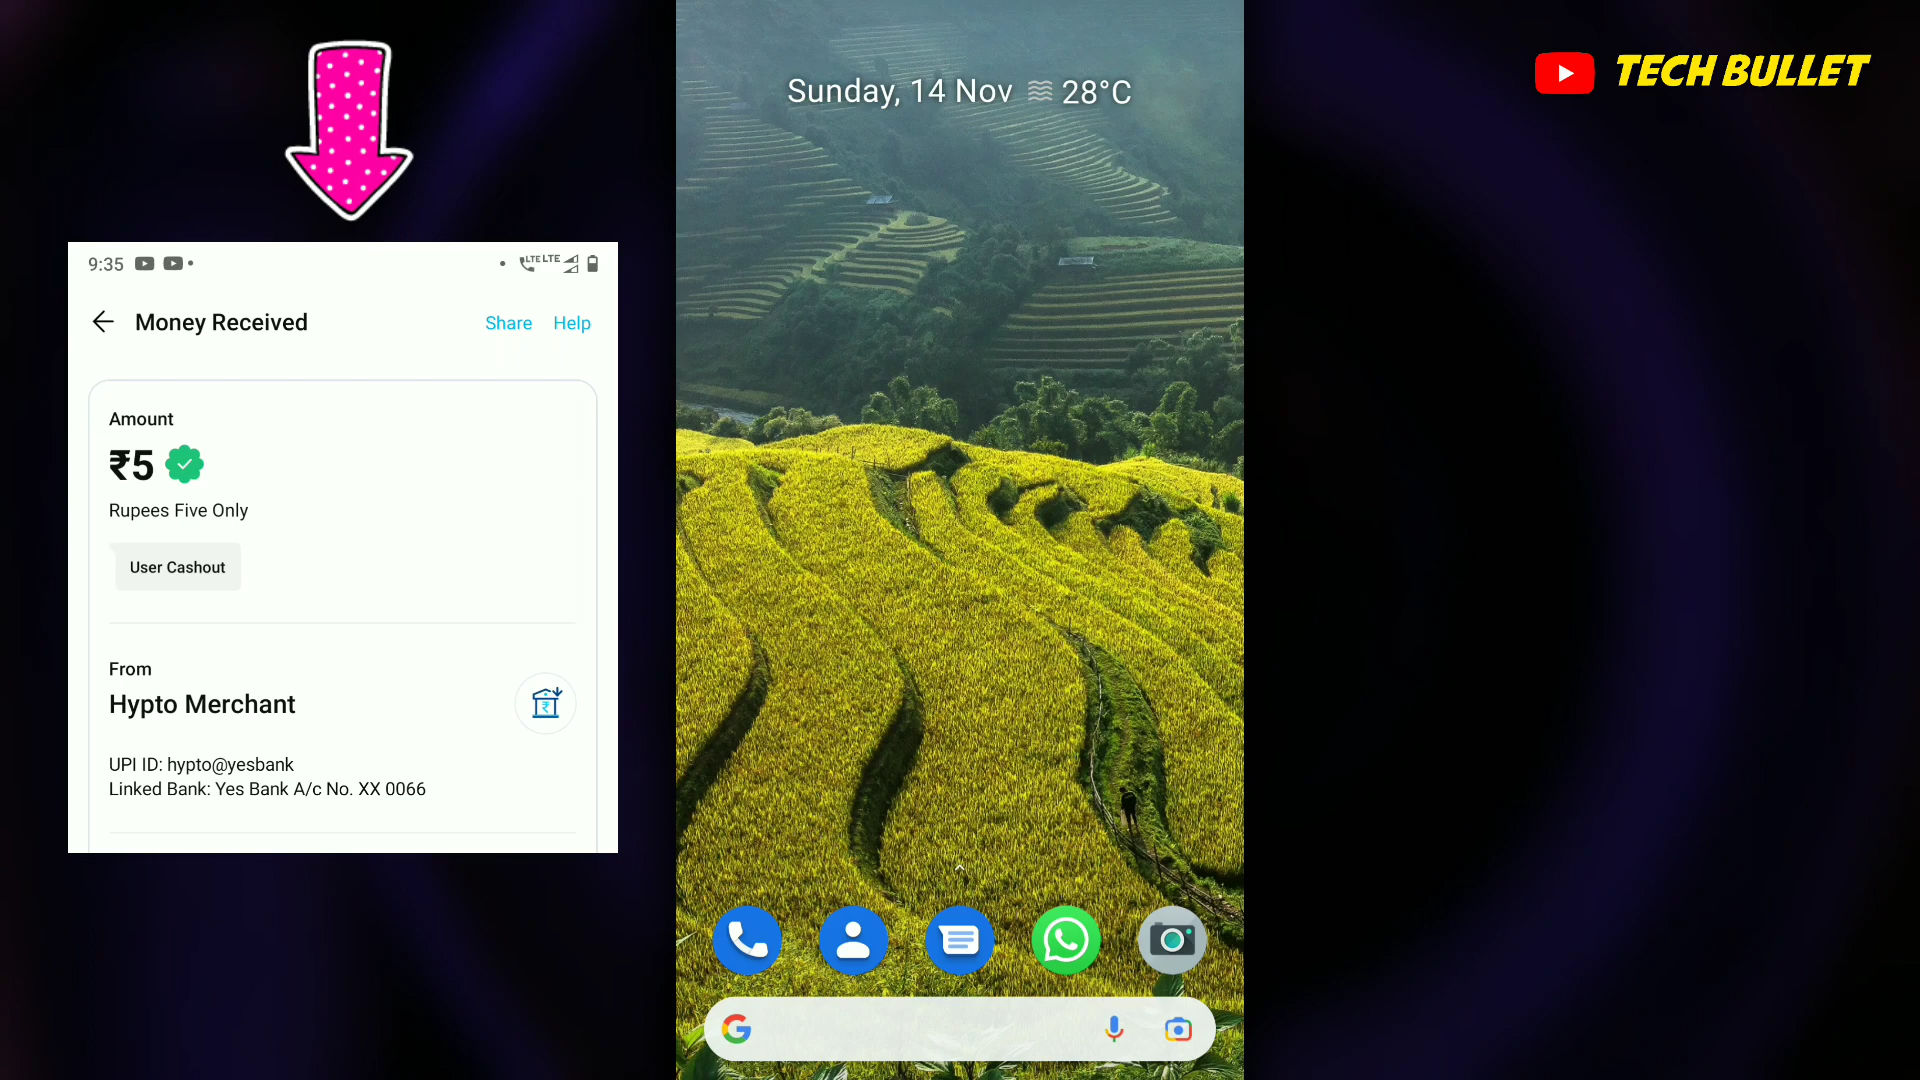 TECH BULLET
Sunday, 14 Nov 28°C
9:35 LTE LTE
Money Received Share Help
Amount
₹5
Rupees Five Only
User Cashout
From
Hypto Merchant
UPI ID: hypto@yesbank
Linked Bank: Yes Bank A/c No. XX 0066